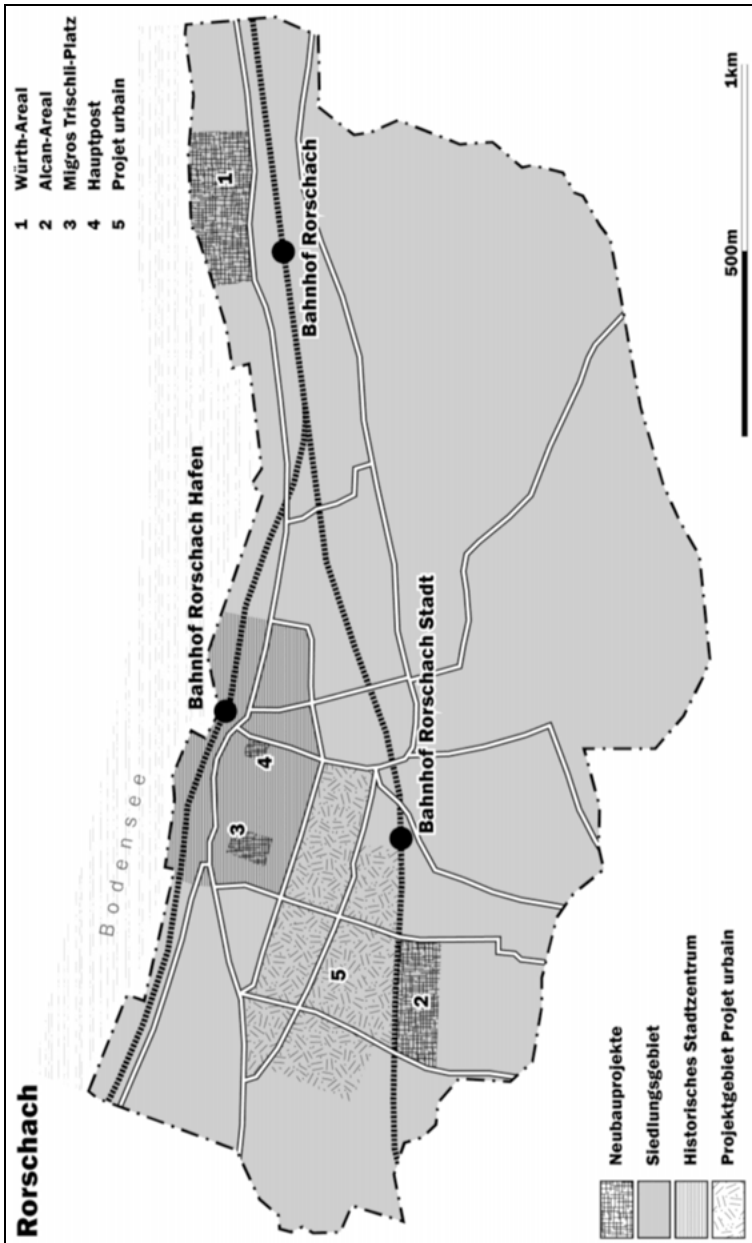 Rorschach
1 Würth-Areal
2 Alcan-Areal
3 Migros Trischli-Platz
4 Hauptpost
5 Projet urbain
Bodensee
Bahnhof Rorschach Hafen
Bahnhof Rorschach
Bahnhof Rorschach Stadt
1
2
3
4
5
Neubauprojekte
Siedlungsgebiet
Historisches Stadtzentrum
Projektgebiet Projet urbain
500m
1km